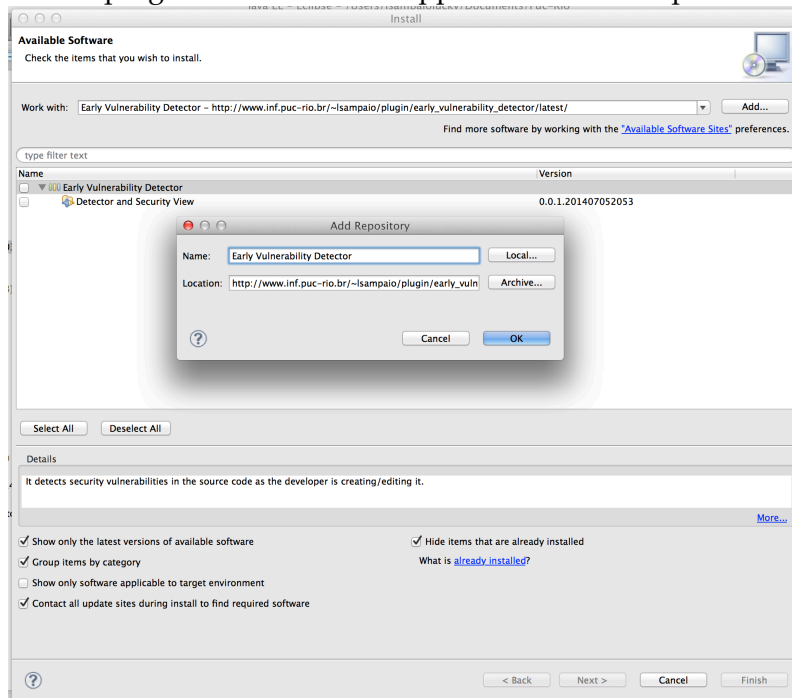 Install
Available Software
Check the items that you wish to install.
Work with: Early Vulnerability Detector – http://www.inf.puc-rio.br/~lsampaio/plugin/early_vulnerability_detector/latest/ Add...
Find more software by working with the "Available Software Sites" preferences.
type filter text
Name Version
Early Vulnerability Detector
Detector and Security View 0.0.1.201407052053
Add Repository
Name: Early Vulnerability Detector Local...
Location: http://www.inf.puc-rio.br/~lsampaio/plugin/early_vuln Archive...
? Cancel OK
Select All Deselect All
Details
It detects security vulnerabilities in the source code as the developer is creating/editing it.
More...
Show only the latest versions of available software Hide items that are already installed
Group items by category What is already installed?
Show only software applicable to target environment
Contact all update sites during install to find required software
? < Back Next > Cancel Finish